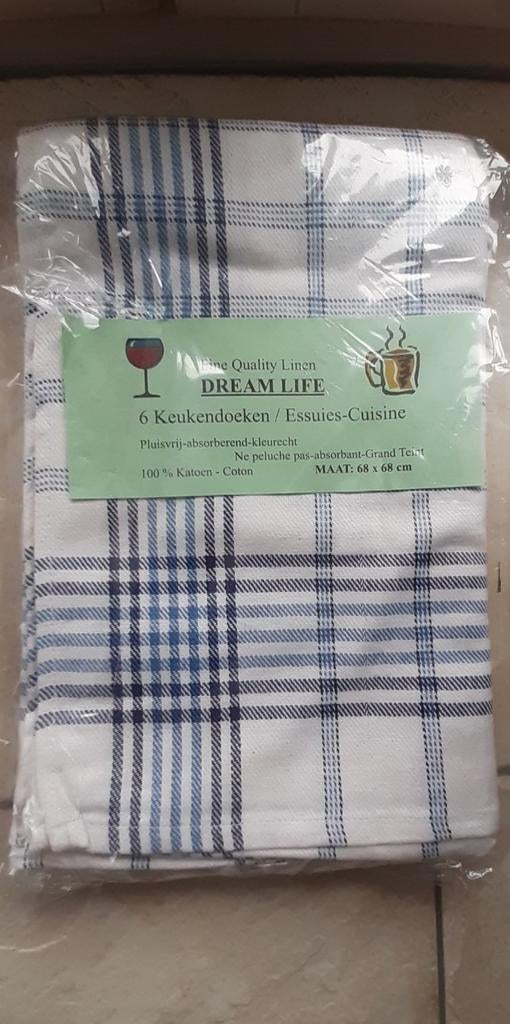 Fine Quality Linen
DREAM LIFE
6 Keukendoeken / Essuies-Cuisine
Pluisvrij-absorberend-kleurecht
Ne peluche pas-absorbant-Grand Teint
100 % Katoen - Coton MAAT: 68 x 68 cm